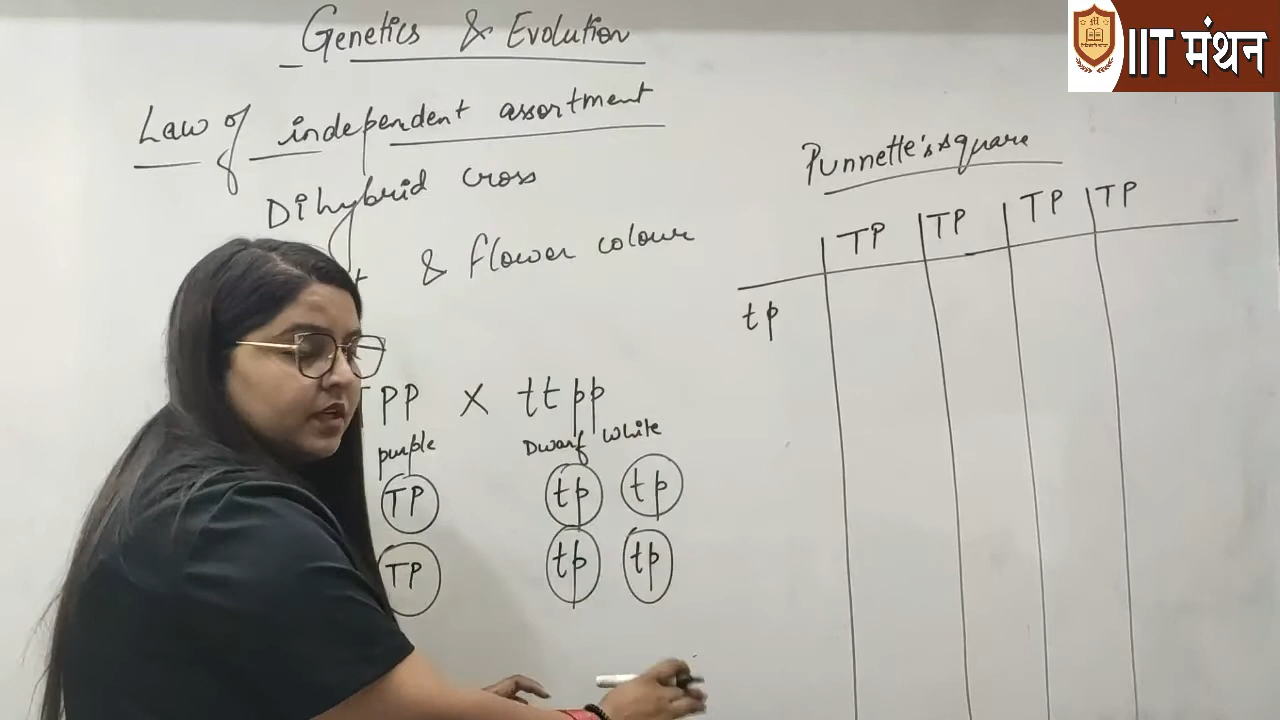 Genetics & Evolution
IIT मंथन
Law of independent assortment
Dihybrid cross
& flower colour
PP × tt pp
purple Dwarf White
TP tp tp
TP tp tp
Punnette's square
TP TP TP TP
tp